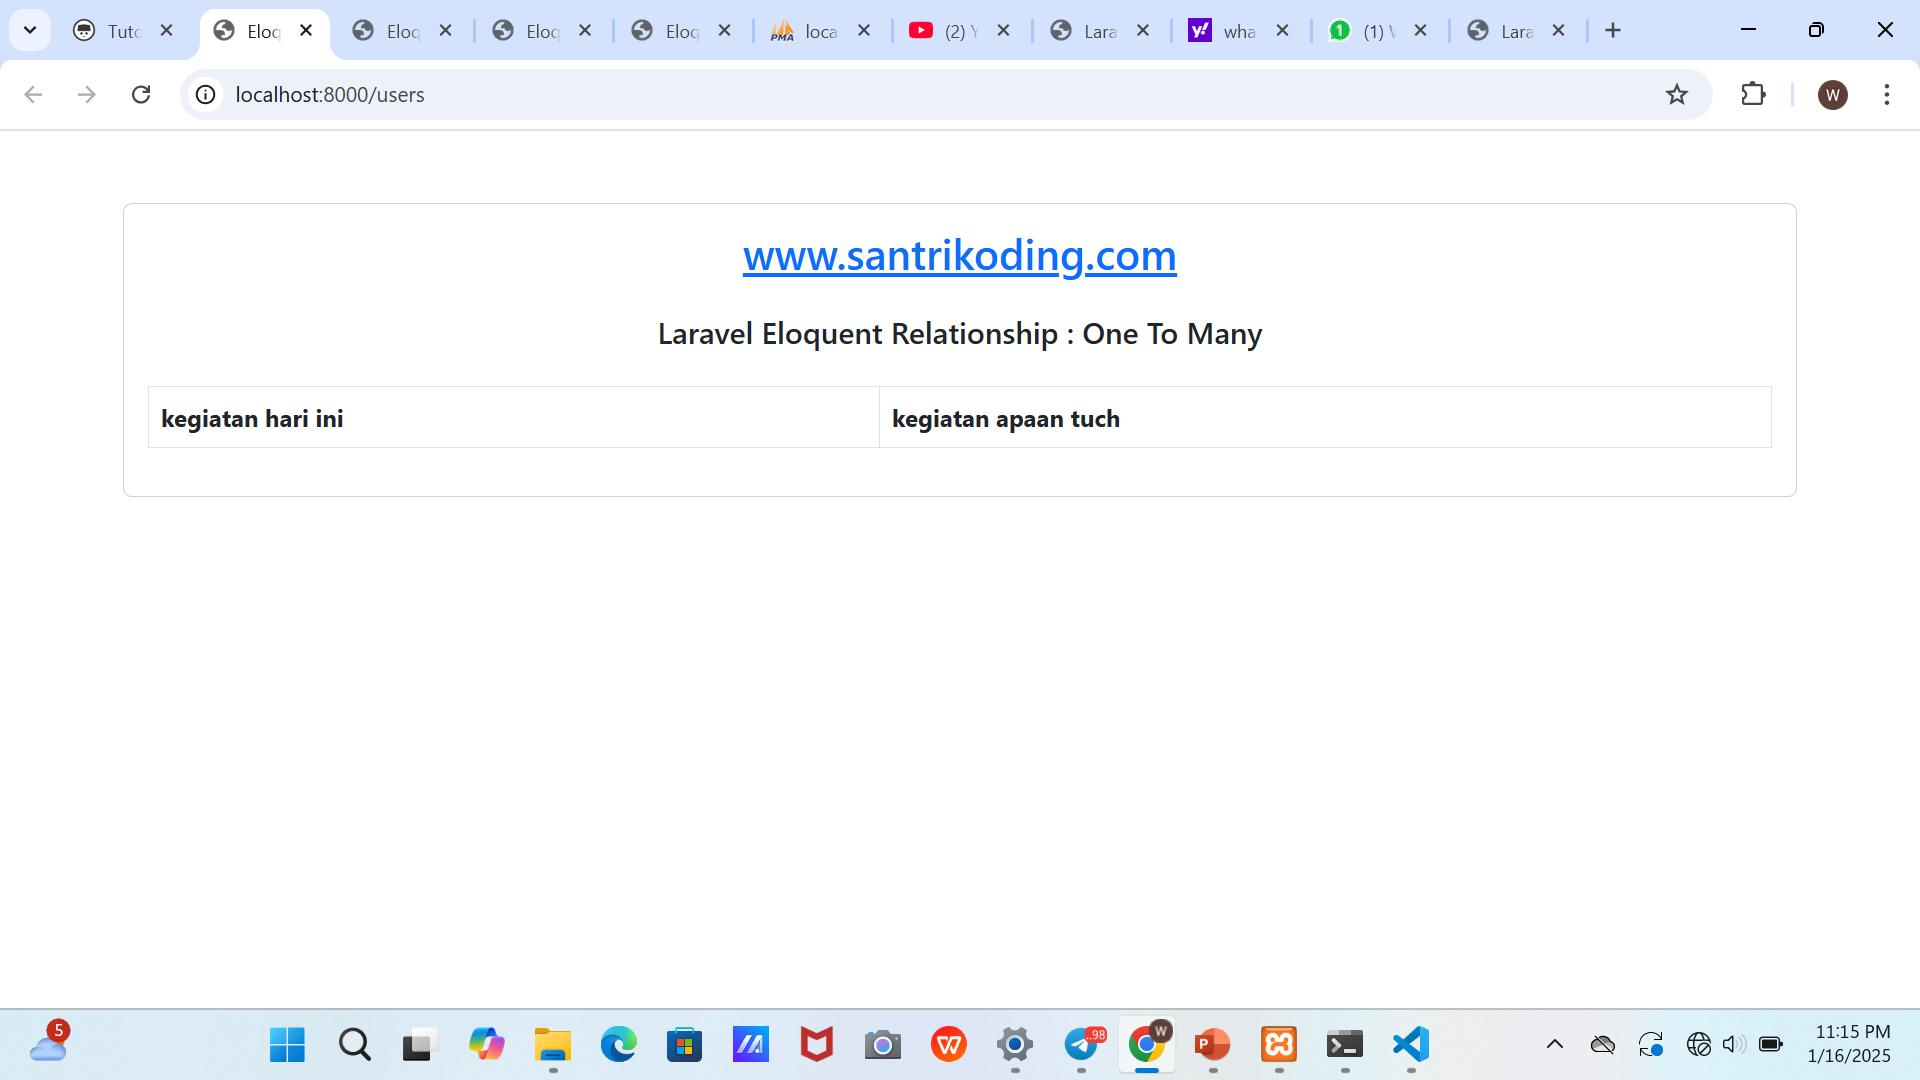 Tuto
Eloq
Eloq
Eloq
Eloq
loca
(2) Y
Lara
wha
(1) W
Lara
localhost:8000/users
W
www.santrikoding.com
Laravel Eloquent Relationship : One To Many
kegiatan hari ini
kegiatan apaan tuch
5
..98
W
11:15 PM
1/16/2025